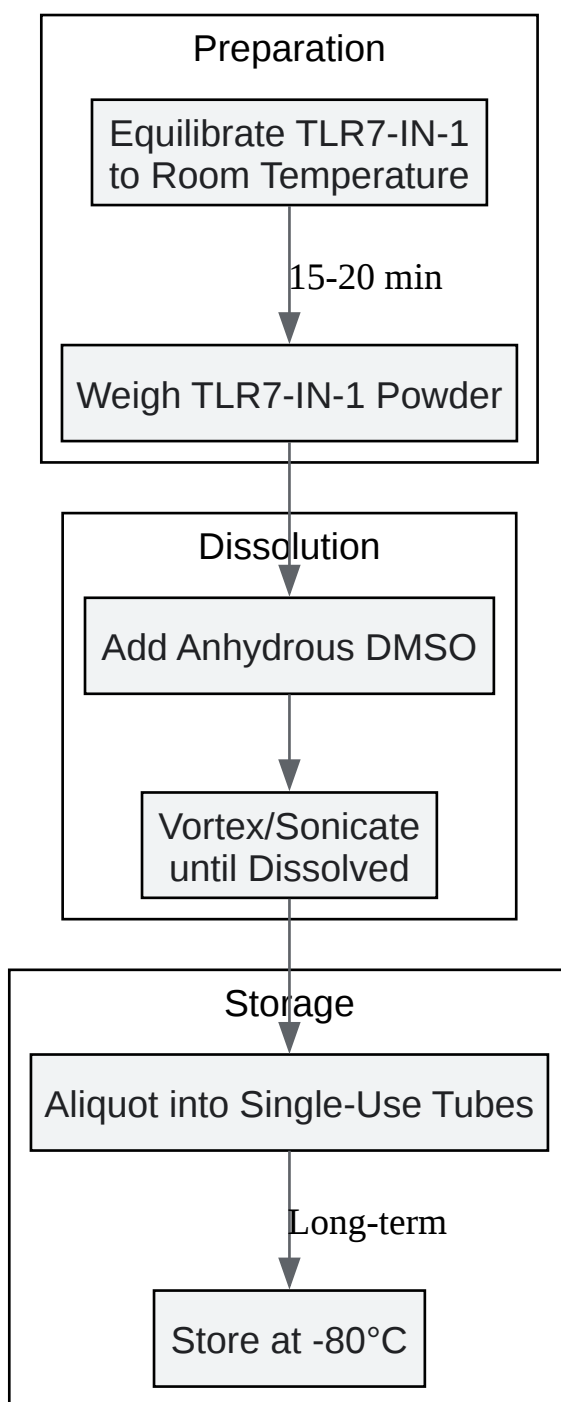 Preparation
Equilibrate TLR7-IN-1
to Room Temperature
15-20 min
Weigh TLR7-IN-1 Powder
Dissolution
Add Anhydrous DMSO
Vortex/Sonicate
until Dissolved
Storage
Aliquot into Single-Use Tubes
Long-term
Store at -80°C